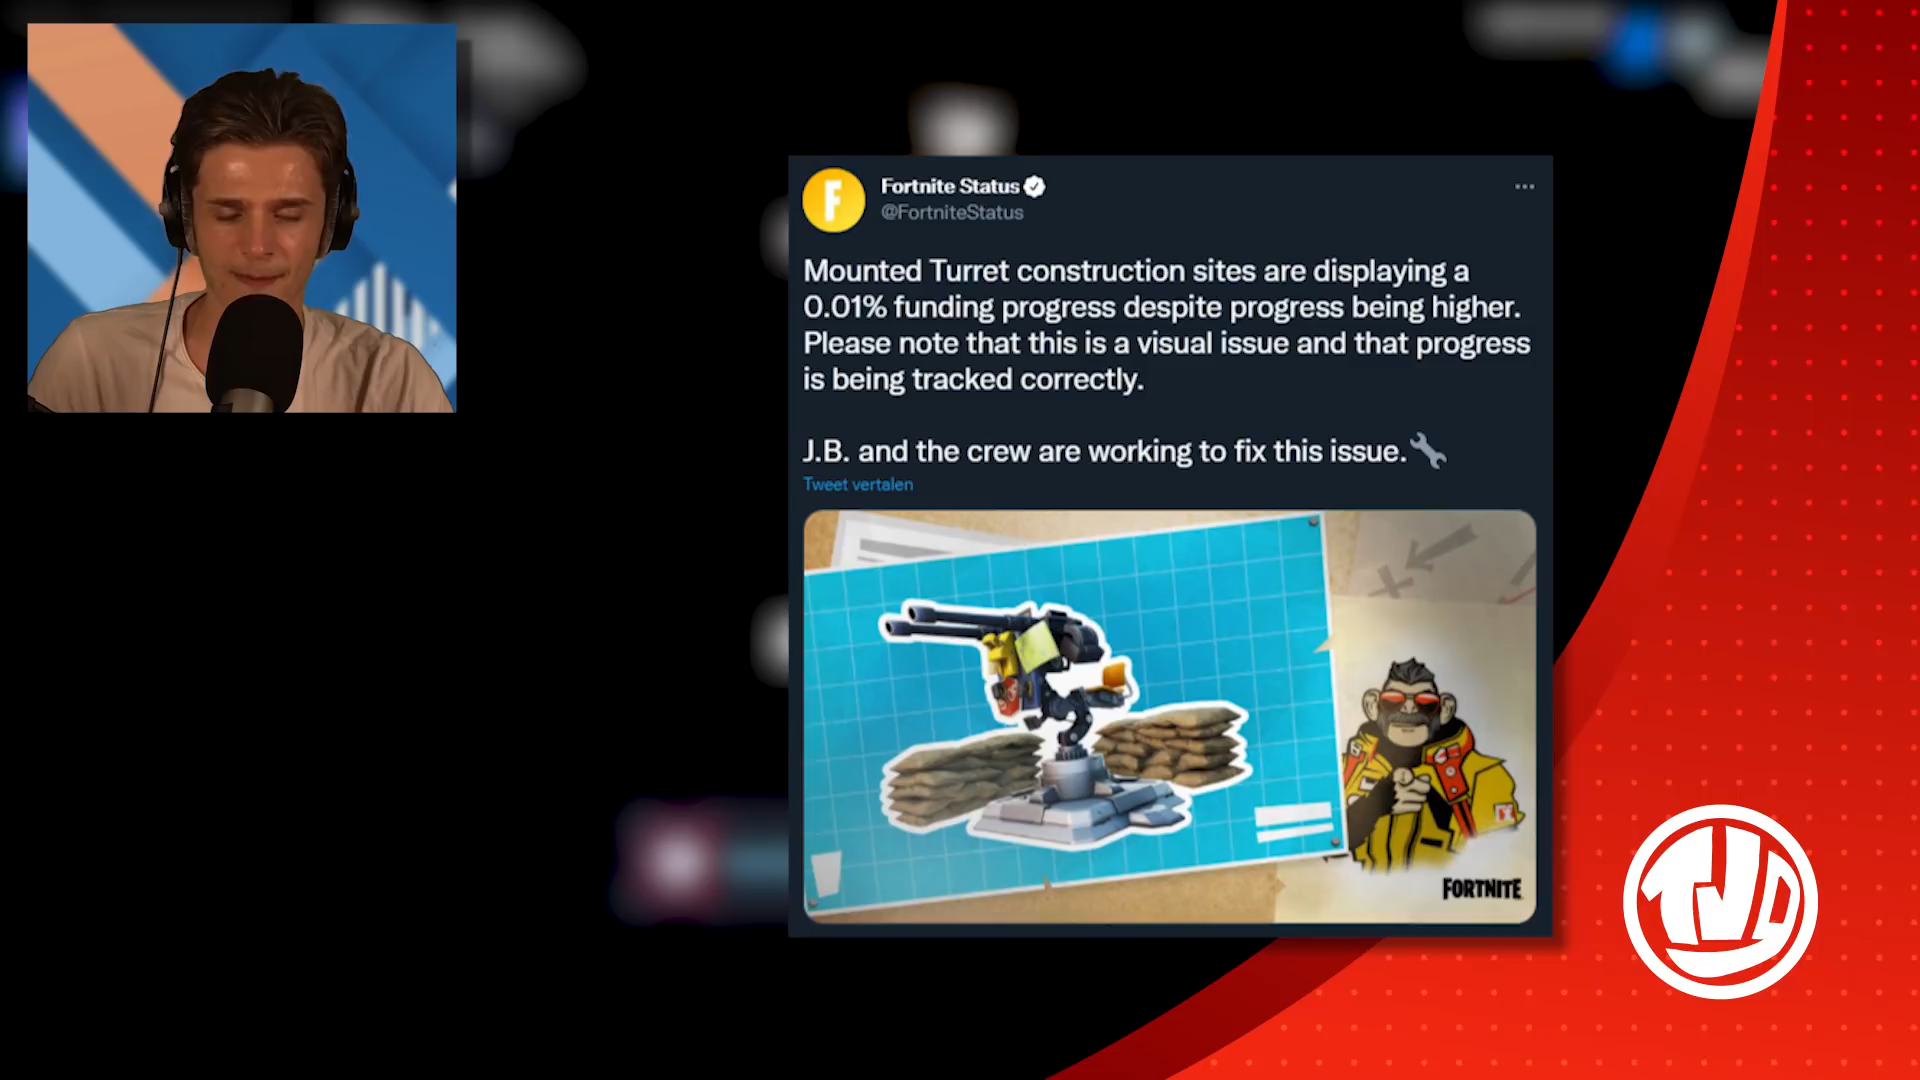 Fortnite Status
@FortniteStatus
Mounted Turret construction sites are displaying a
0.01% funding progress despite progress being higher.
Please note that this is a visual issue and that progress
is being tracked correctly.
J.B. and the crew are working to fix this issue.
Tweet vertalen
FORTNITE
TJD